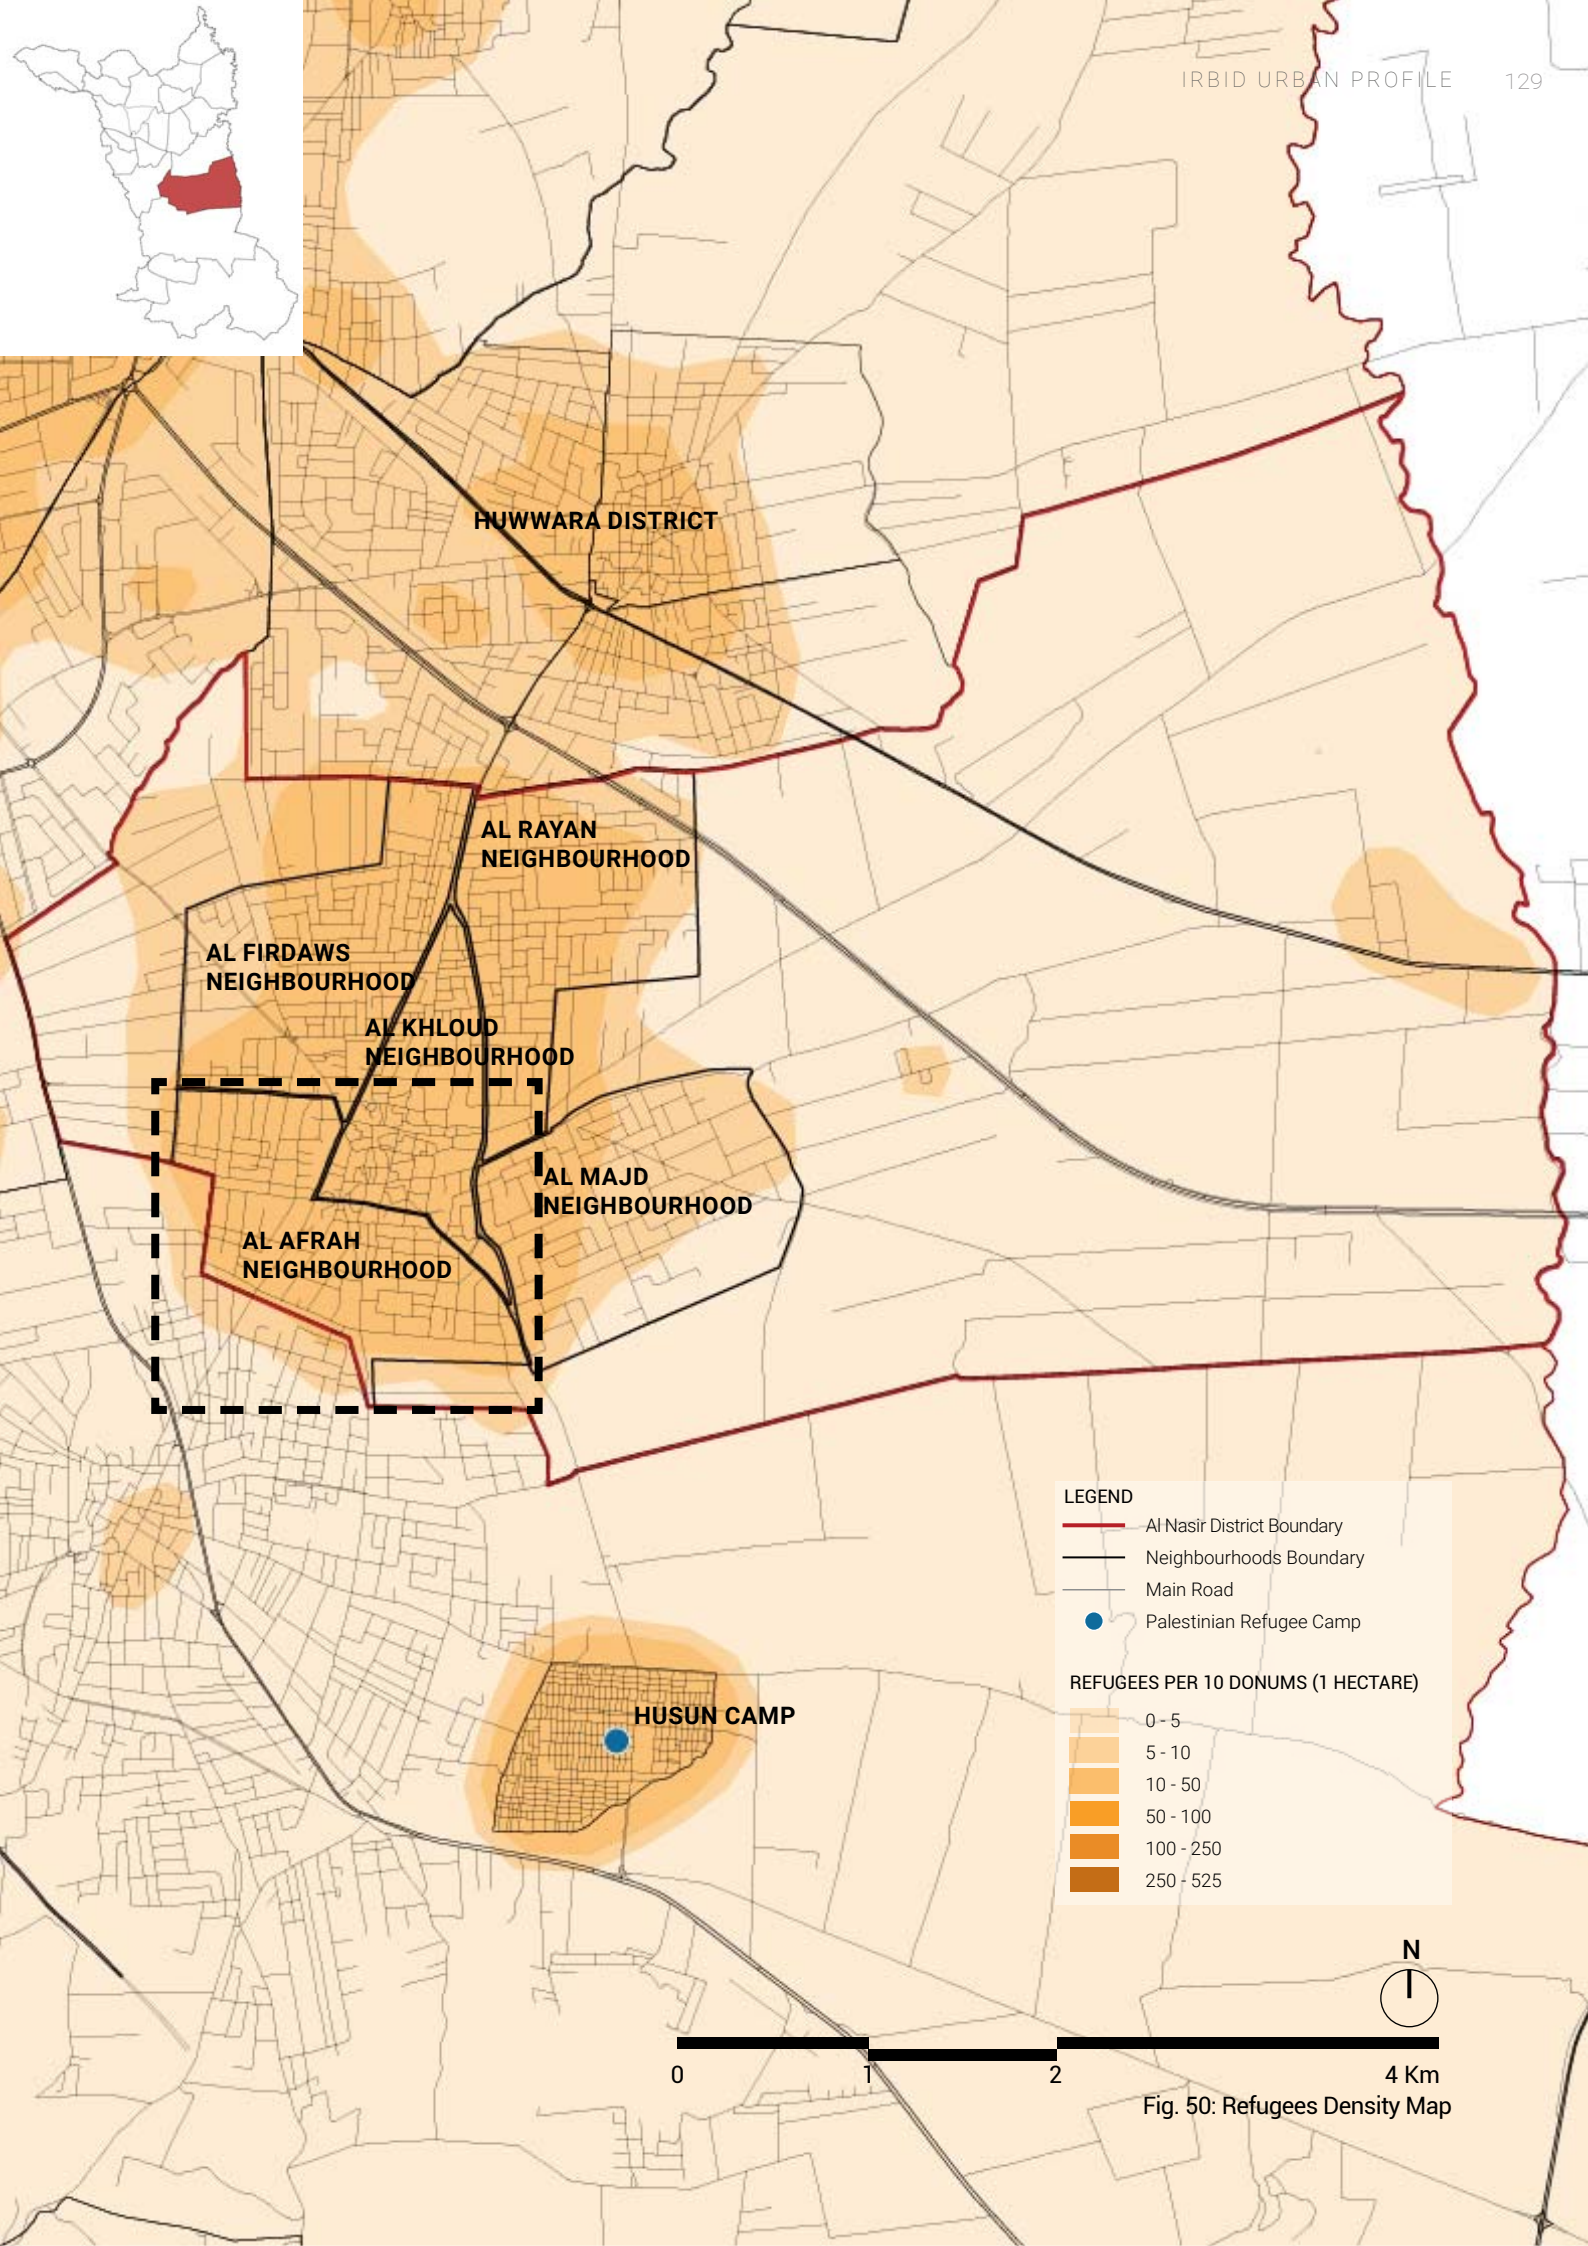 IRBID URBAN PROFILE 129
HUWWARA DISTRICT
AL RAYAN
NEIGHBOURHOOD
AL FIRDAWS
NEIGHBOURHOOD
AL KHLOUD
NEIGHBOURHOOD
AL MAJD
NEIGHBOURHOOD
AL AFRAH
NEIGHBOURHOOD
LEGEND
Al Nasir District Boundary
Neighbourhoods Boundary
Main Road
Palestinian Refugee Camp
REFUGEES PER 10 DONUMS (1 HECTARE)
0 - 5
5 - 10
10 - 50
50 - 100
100 - 250
250 - 525
HUSUN CAMP
N
0 1 2 4 Km
Fig. 50: Refugees Density Map